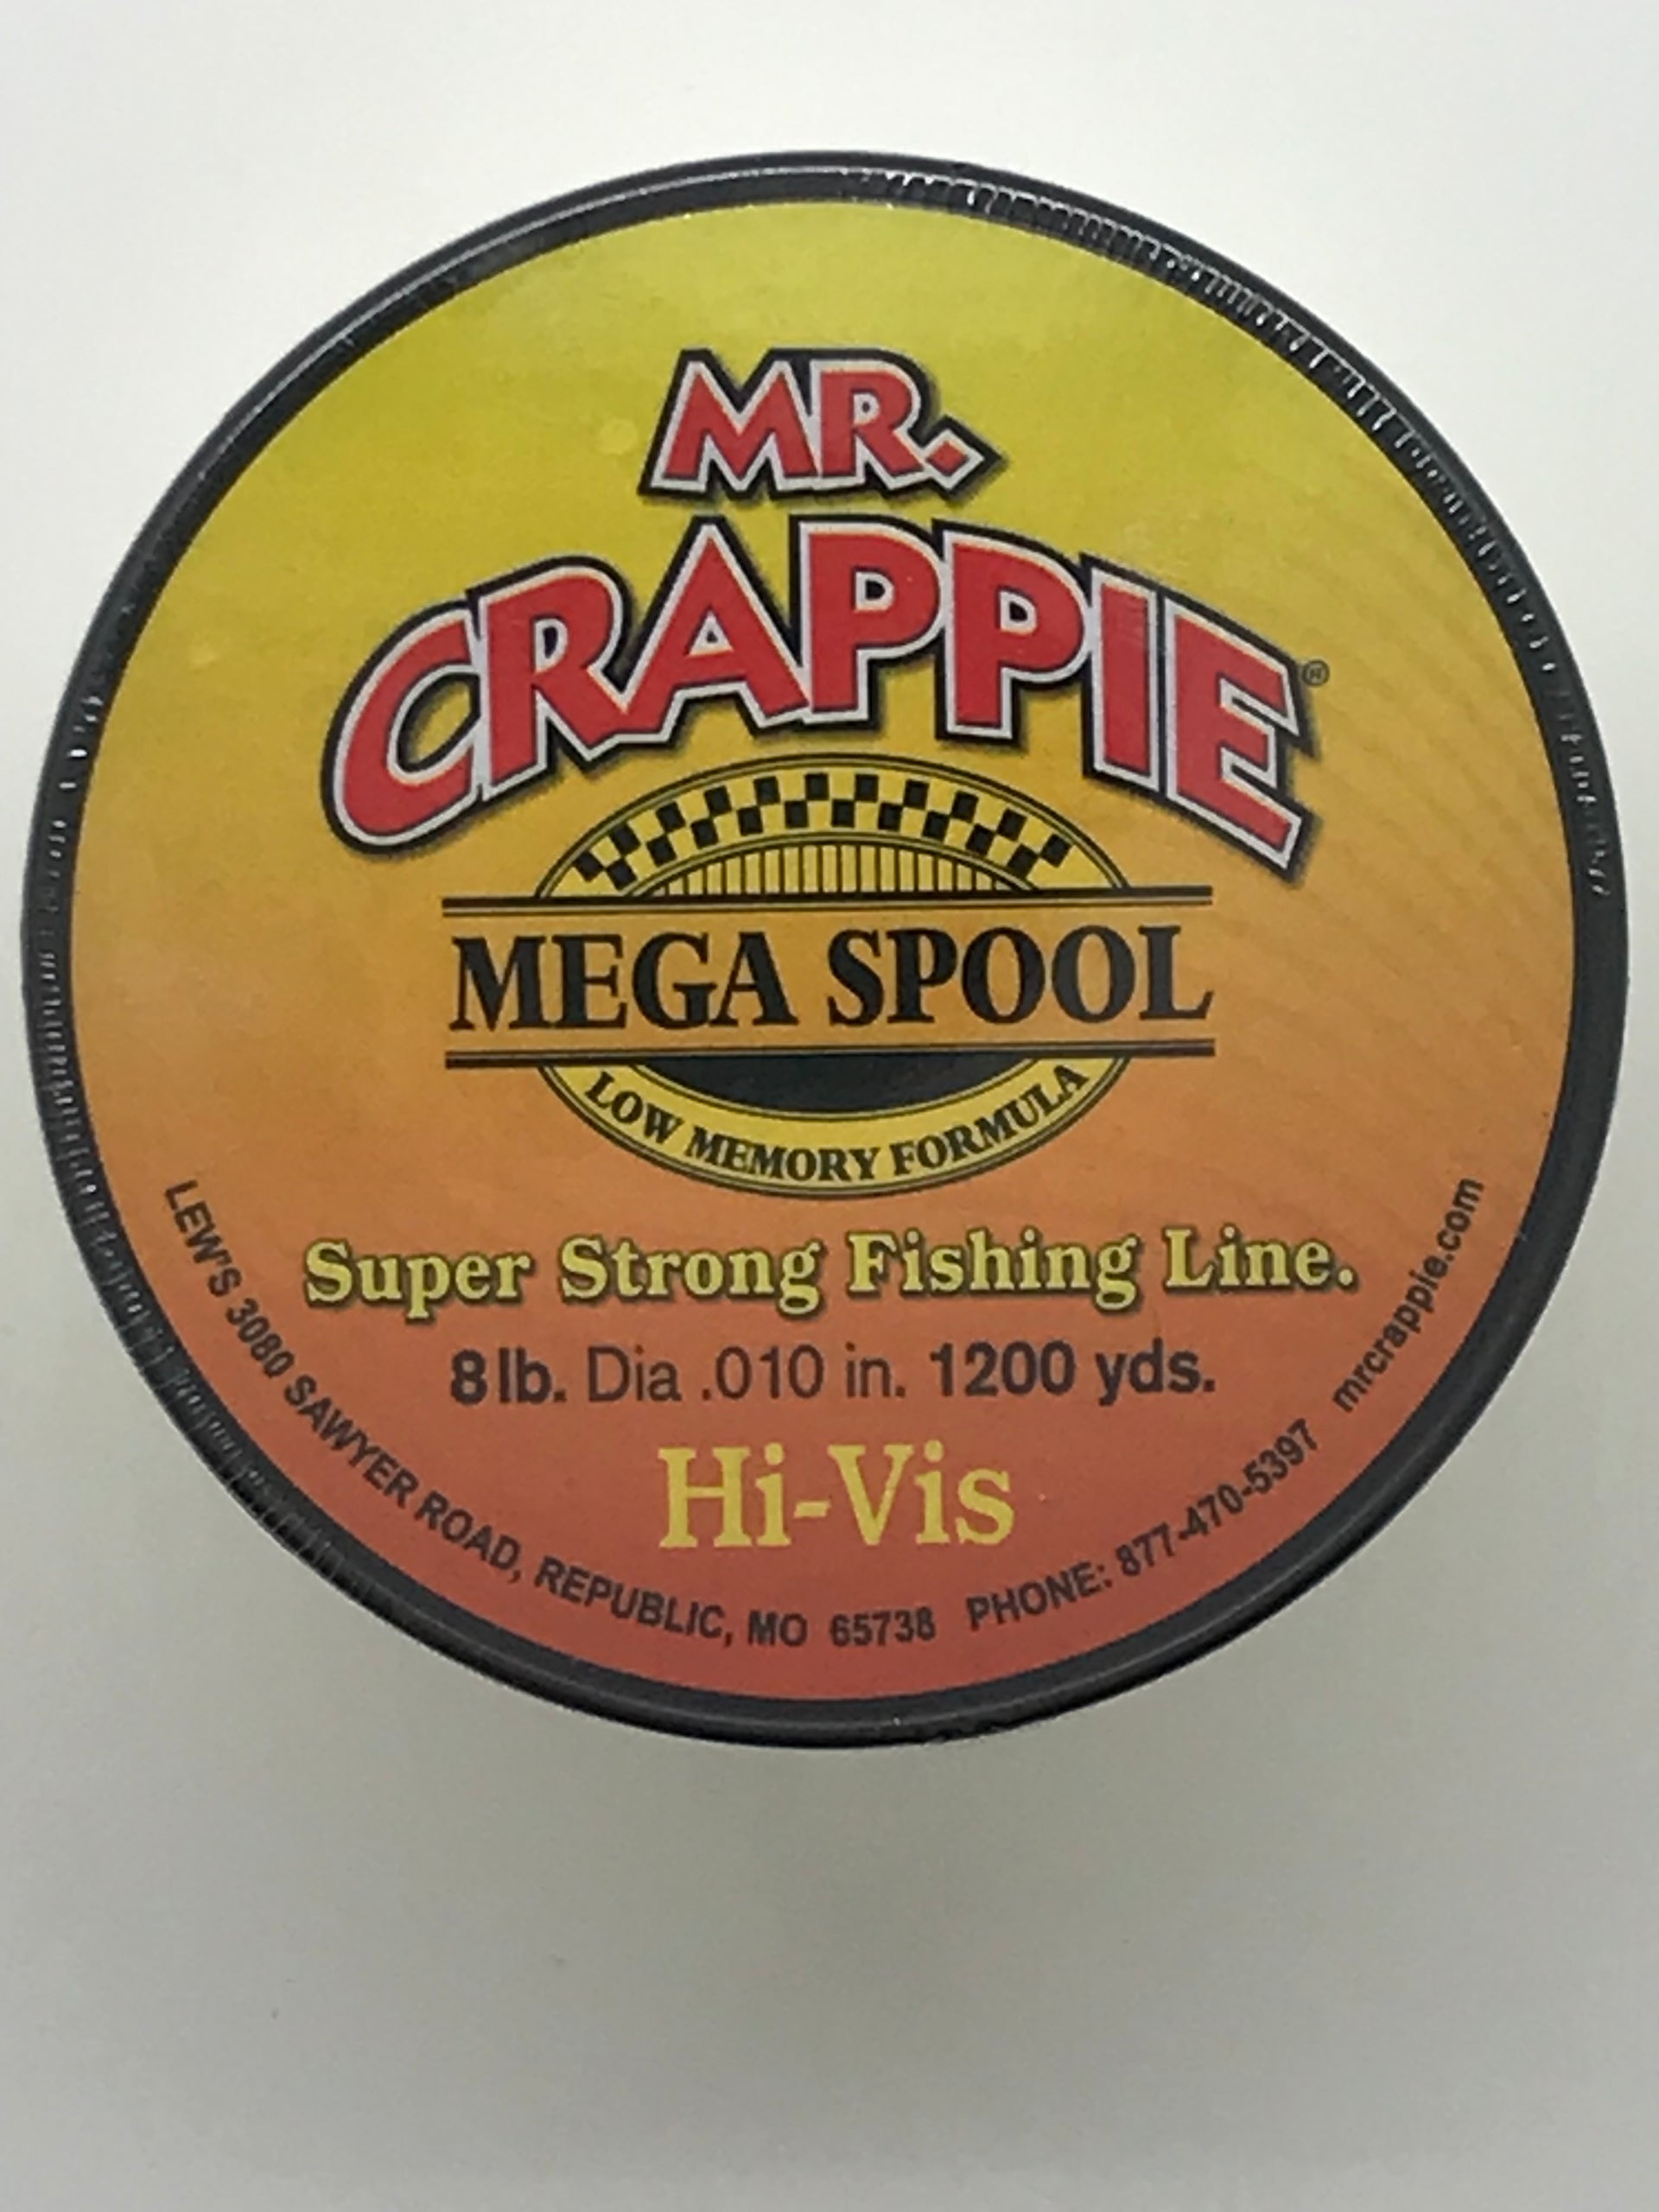 MR.
CRAPPIE®
MEGA SPOOL
LOW MEMORY FORMULA
Super Strong Fishing Line.
8 lb. Dia .010 in. 1200 yds.
Hi-Vis
LEW'S 3080 SAWYER ROAD, REPUBLIC, MO 65738 PHONE: 877-470-5397 mrcrappie.com